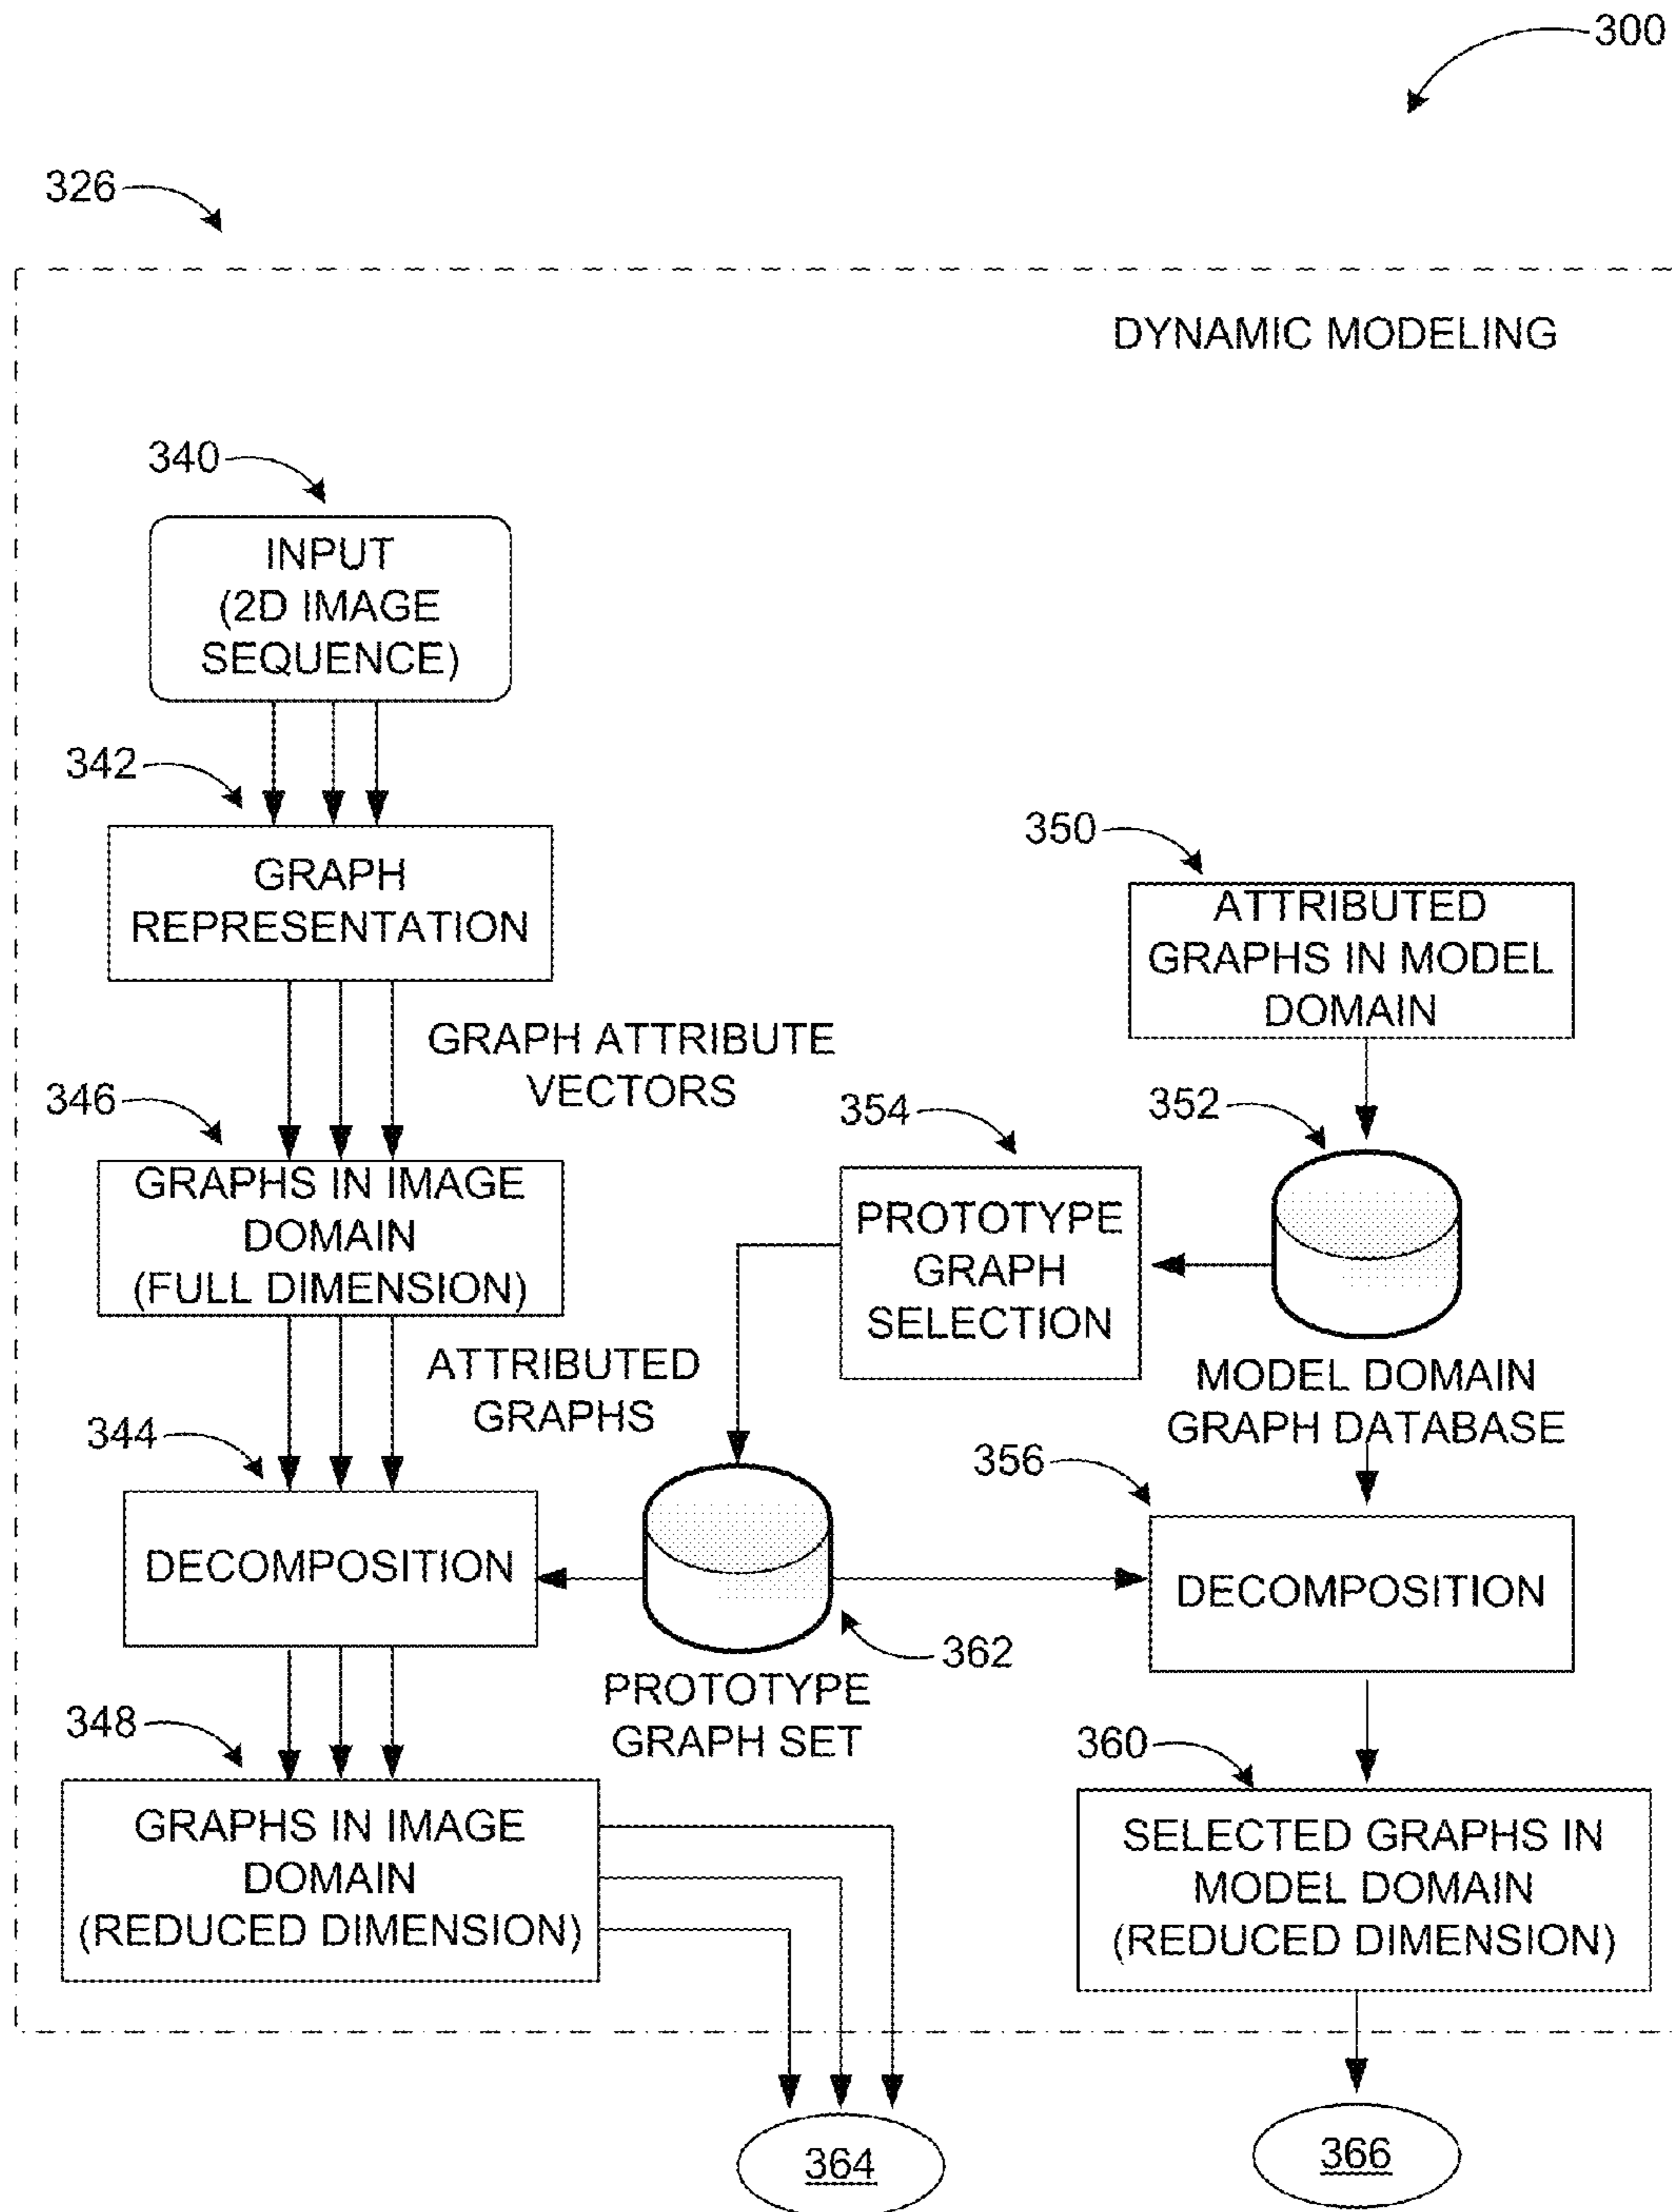 300
326
DYNAMIC MODELING
340
INPUT
(2D IMAGE
SEQUENCE)
342
GRAPH
REPRESENTATION
GRAPH ATTRIBUTE
VECTORS
346
GRAPHS IN IMAGE
DOMAIN
(FULL DIMENSION)
ATTRIBUTED
GRAPHS
344
DECOMPOSITION
348
GRAPHS IN IMAGE
DOMAIN
(REDUCED DIMENSION)
350
ATTRIBUTED
GRAPHS IN MODEL
DOMAIN
352
MODEL DOMAIN
GRAPH DATABASE
354
PROTOTYPE
GRAPH
SELECTION
362
PROTOTYPE
GRAPH SET
356
DECOMPOSITION
360
SELECTED GRAPHS IN
MODEL DOMAIN
(REDUCED DIMENSION)
364
366